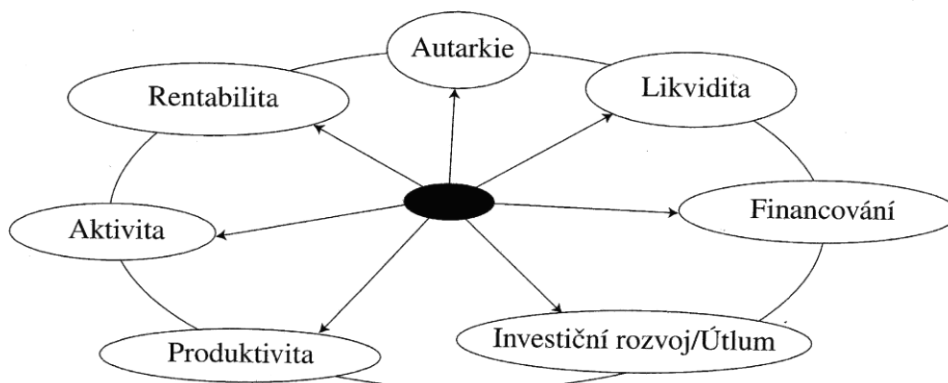 Autarkie
Rentabilita
Likvidita
Aktivita
Financování
Produktivita
Investiční rozvoj/Útlum